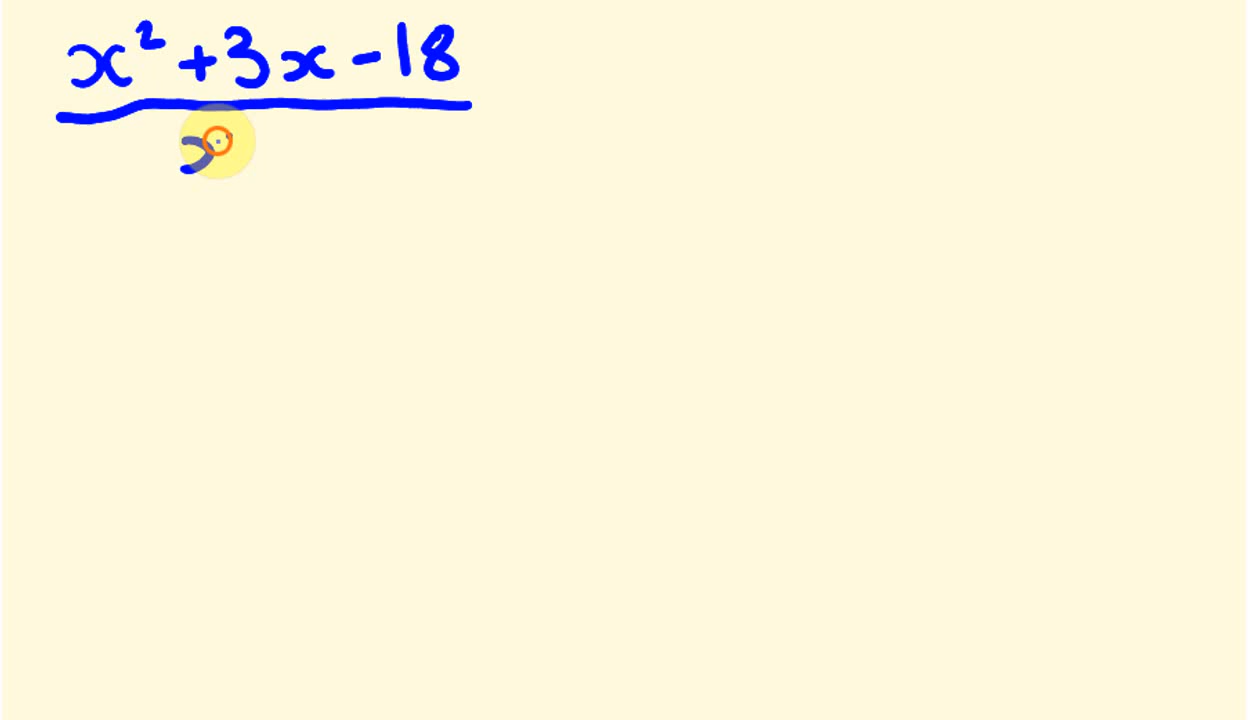 x² + 3x - 18